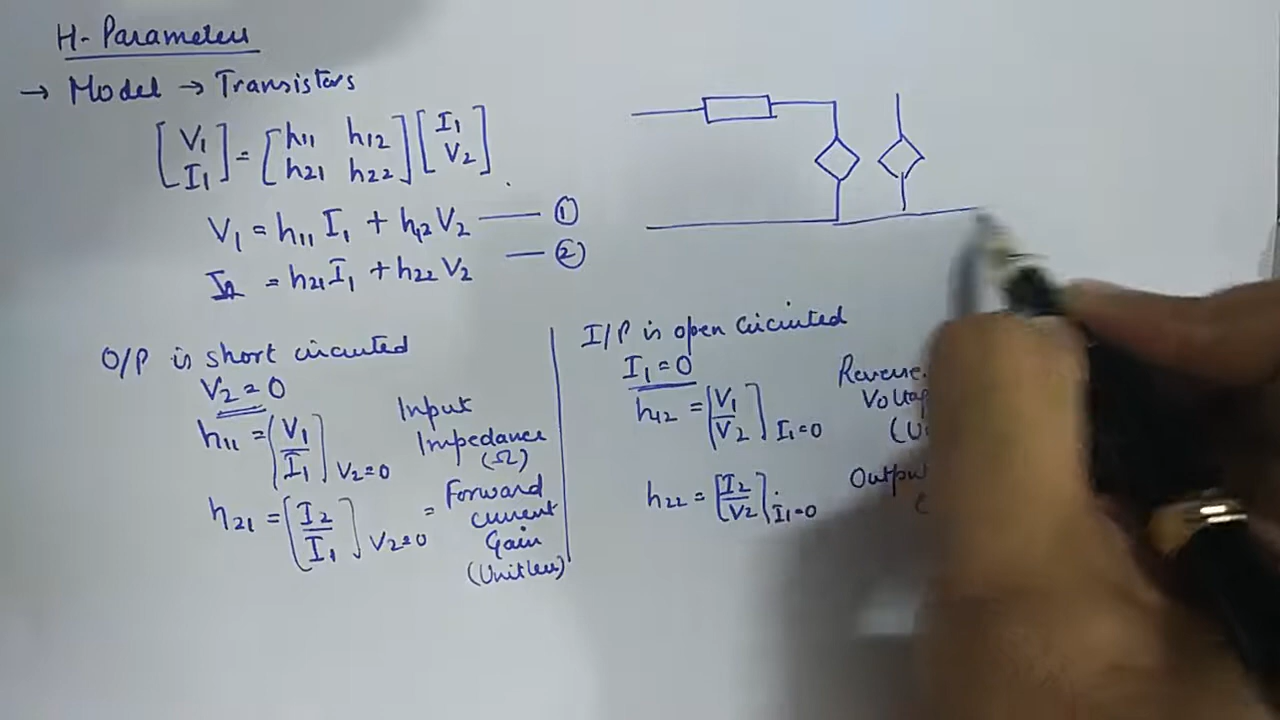 H-Parameters
→ Model → Transistors
[V1 I1] = [h11 h12 h21 h22] [I1 V2]
V1 = h11 I1 + h12 V2 —— ①
I2 = h21 I1 + h22 V2 — ②
O/P is short circuited
V2 = 0
h11 = [V1/I1] V2=0 Input Impedance (Ω)
h21 = [I2/I1] V2=0 = Forward current Gain (Unitless)
I/P is open circuited
I1 = 0
h12 = [V1/V2] I1=0 Reverse
h22 = [I2/V2] I1=0